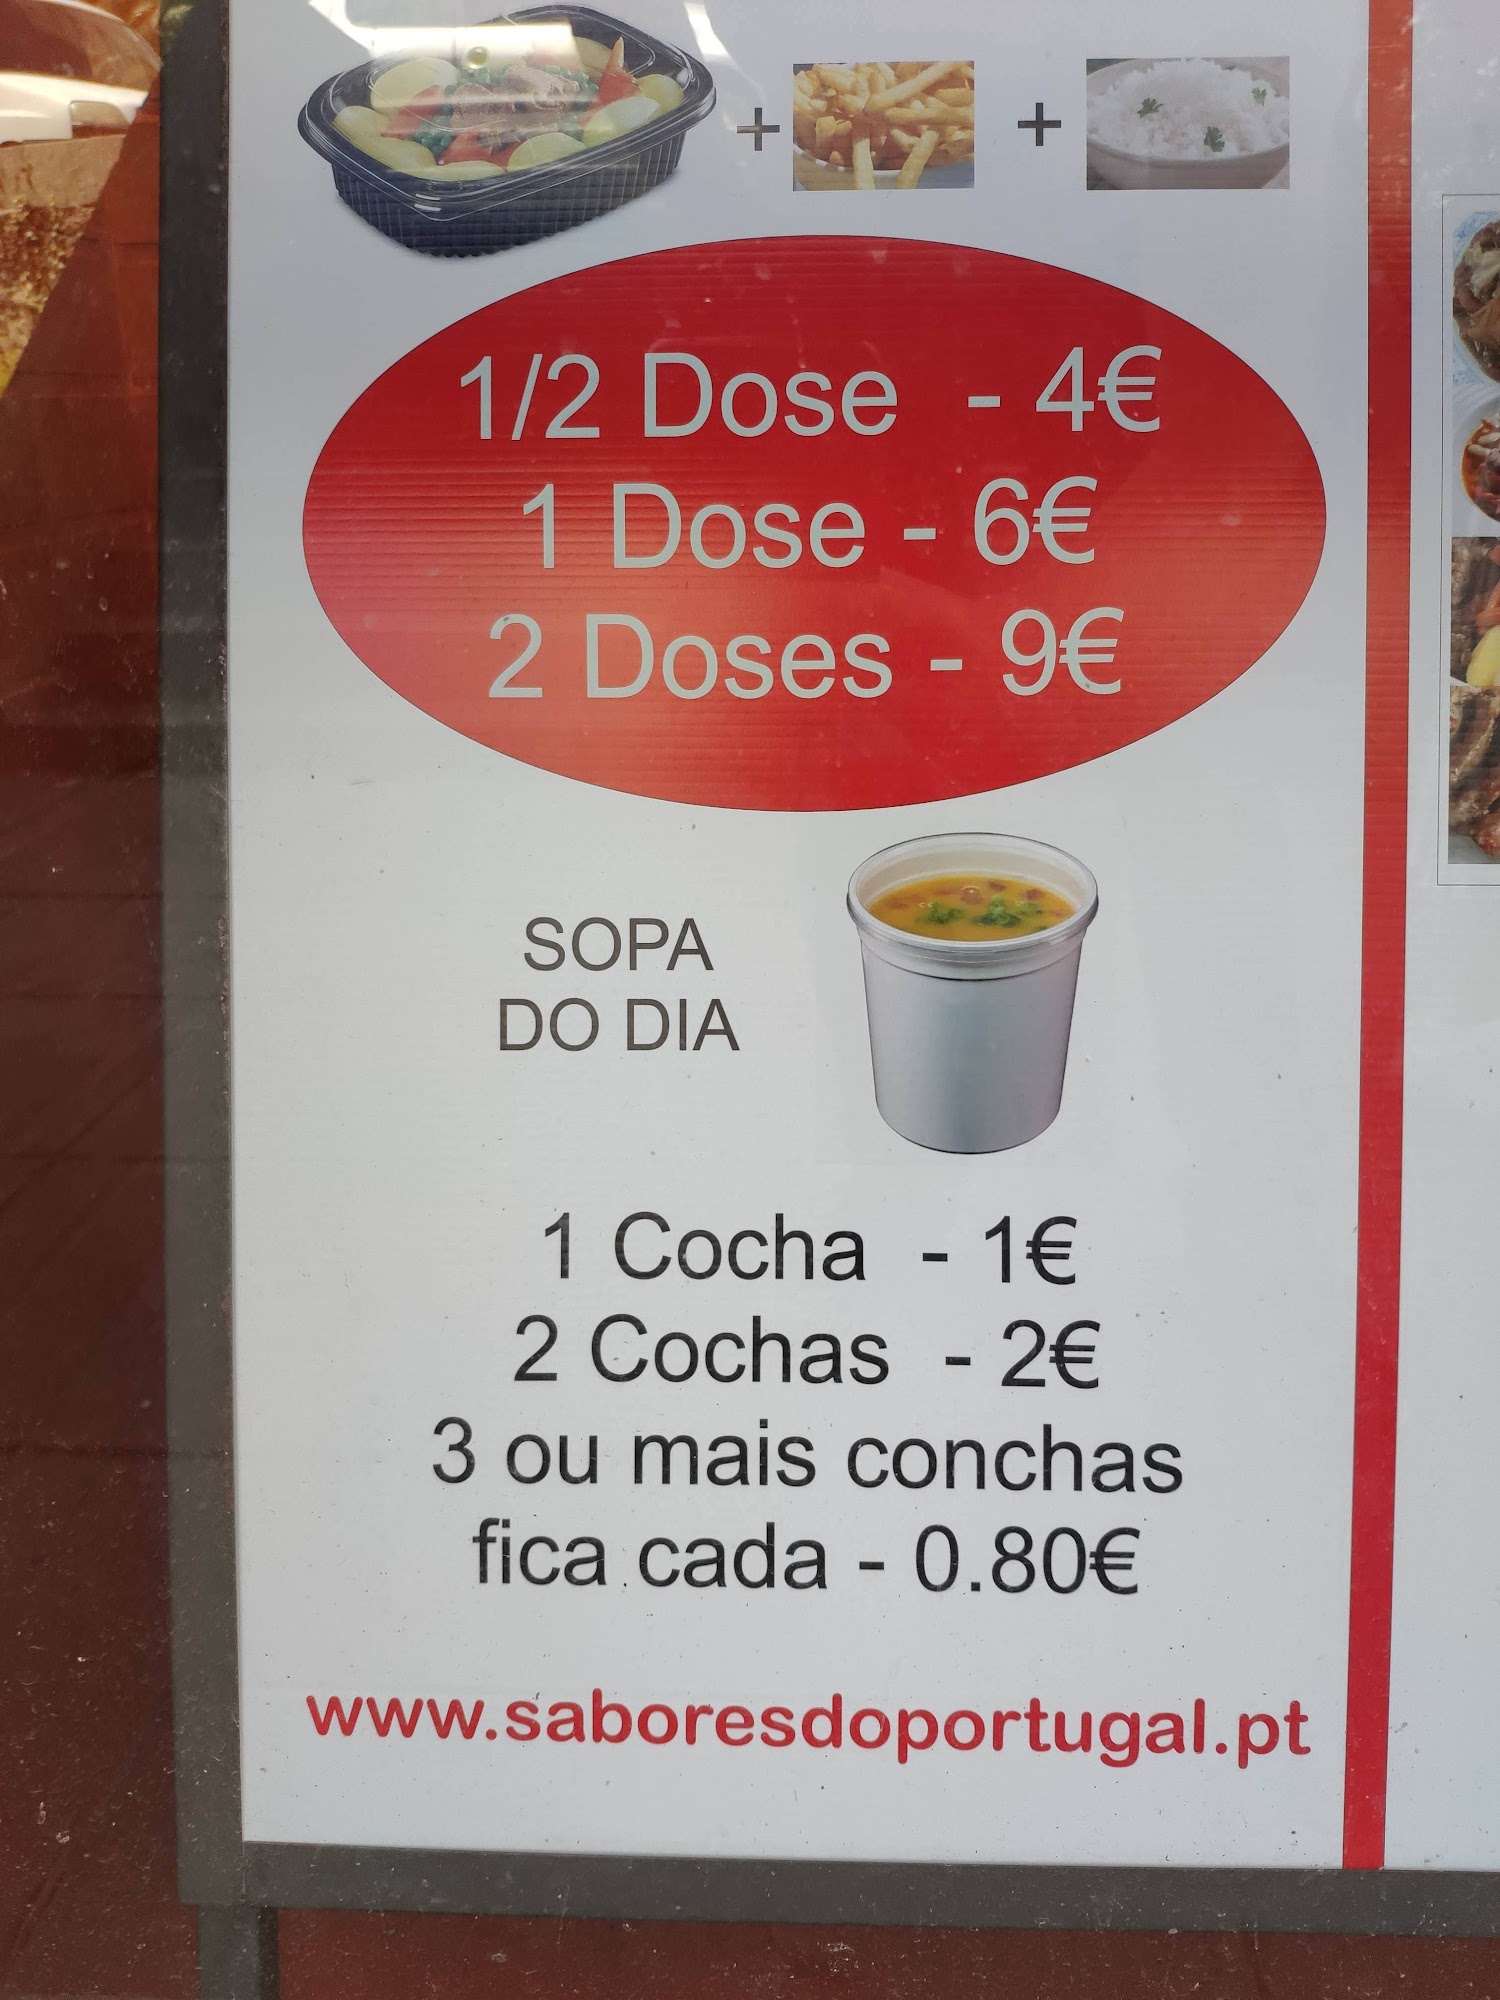 + +
1/2 Dose - 4€
1 Dose - 6€
2 Doses - 9€
SOPA
DO DIA
1 Cocha - 1€
2 Cochas - 2€
3 ou mais conchas
fica cada - 0.80€
www.saboresdoportugal.pt